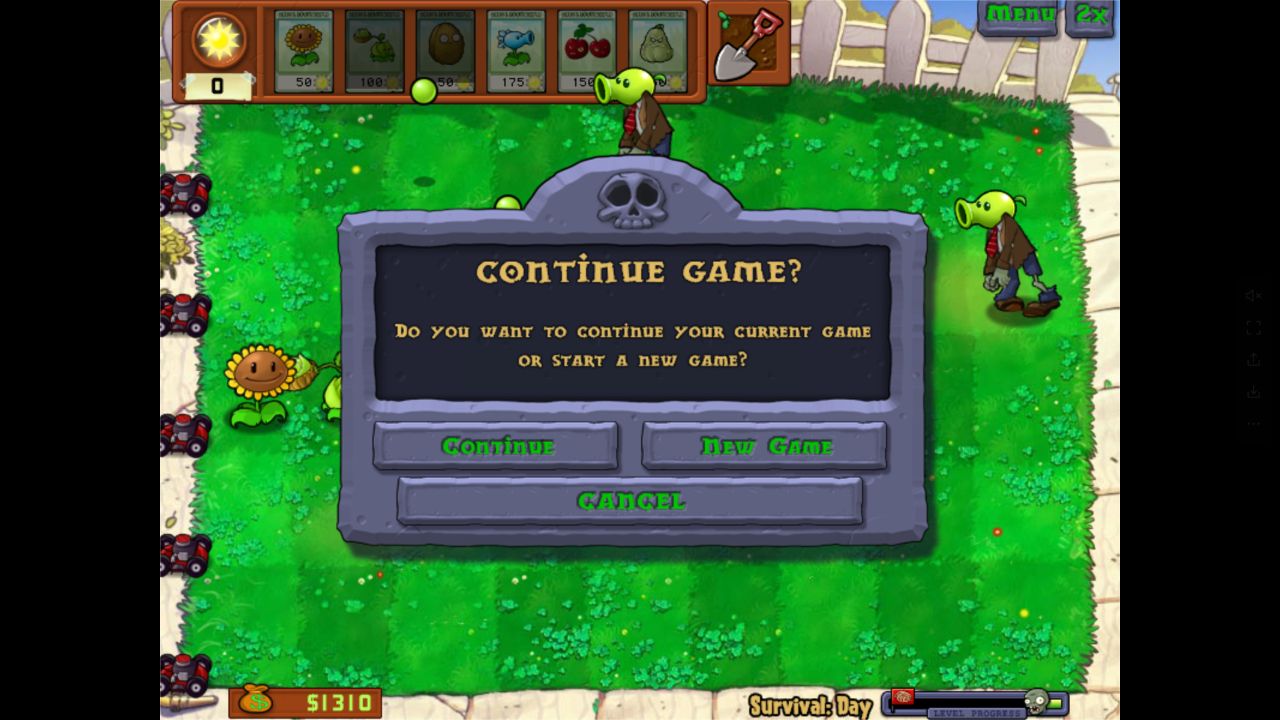 Menu 2x
50 100 50 175 150
0
CONTINUE GAME?
DO YOU WANT TO CONTINUE YOUR CURRENT GAME
OR START A NEW GAME?
Continue New Game
CANCEL
$1310 Survival: Day
LEVEL PROGRESS